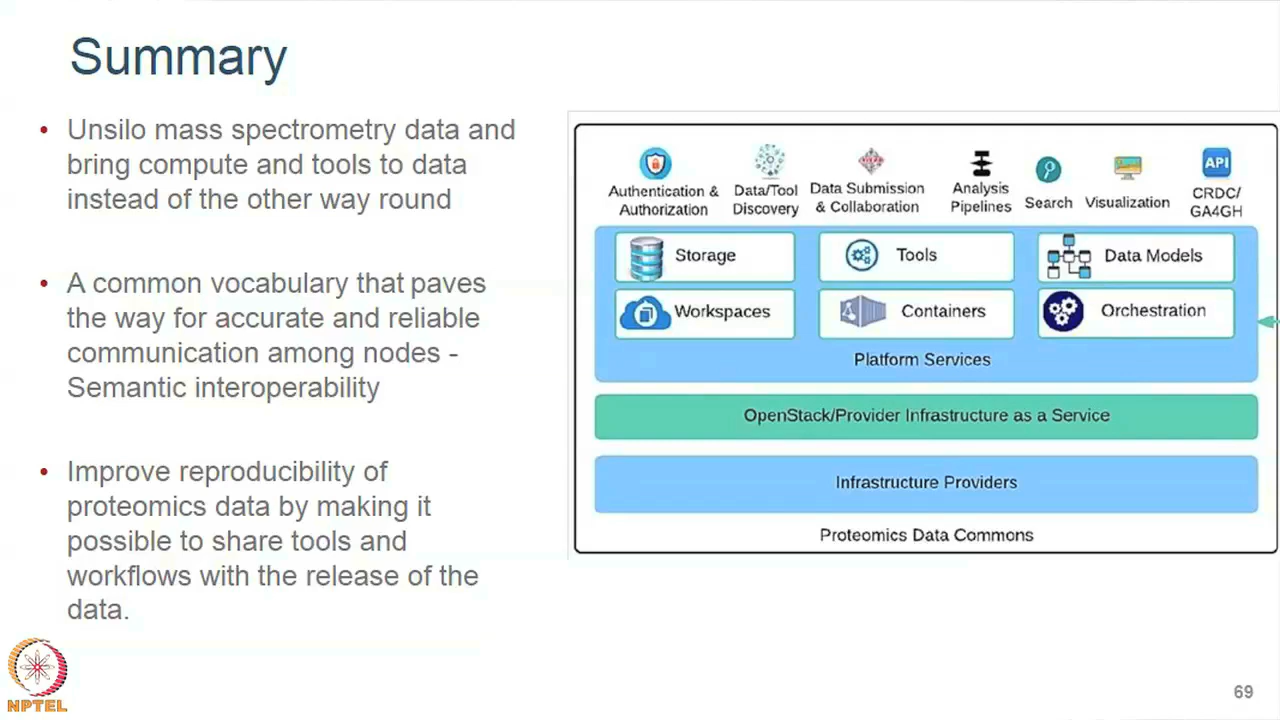 Summary
• Unsilo mass spectrometry data and
bring compute and tools to data
instead of the other way round
• A common vocabulary that paves
the way for accurate and reliable
communication among nodes -
Semantic interoperability
• Improve reproducibility of
proteomics data by making it
possible to share tools and
workflows with the release of the
data.
Authentication &
Authorization
Data/Tool
Discovery
Data Submission
& Collaboration
Analysis
Pipelines
Search
Visualization
API
CRDC/
GA4GH
Storage
Tools
Data Models
Workspaces
Containers
Orchestration
Platform Services
OpenStack/Provider Infrastructure as a Service
Infrastructure Providers
Proteomics Data Commons
NPTEL
69